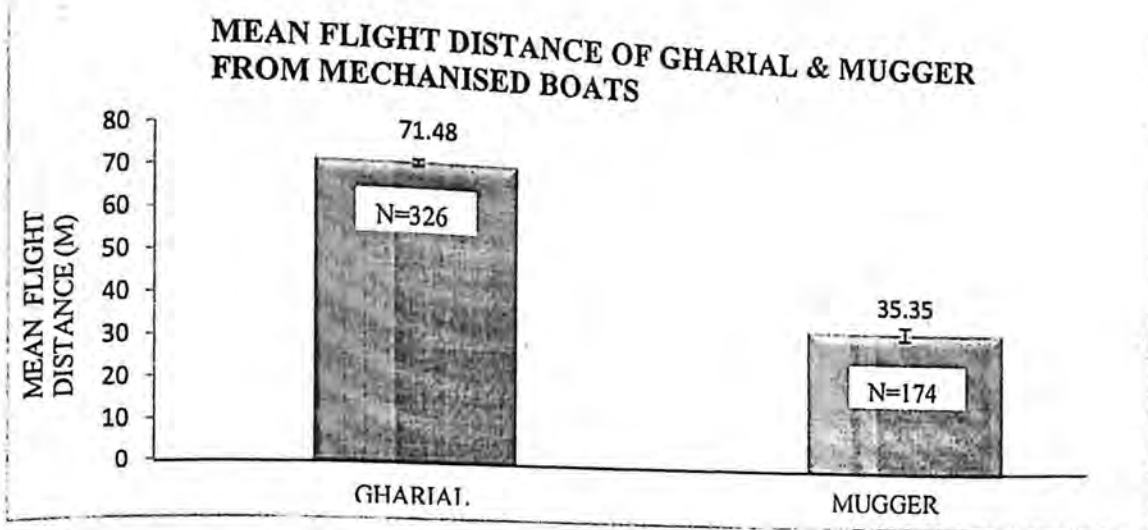 MEAN FLIGHT DISTANCE OF GHARIAL & MUGGER
FROM MECHANISED BOATS
MEAN FLIGHT
DISTANCE (M)
80
70
60
50
40
30
20
10
0
71.48
N=326
35.35
N=174
GHARIAL
MUGGER